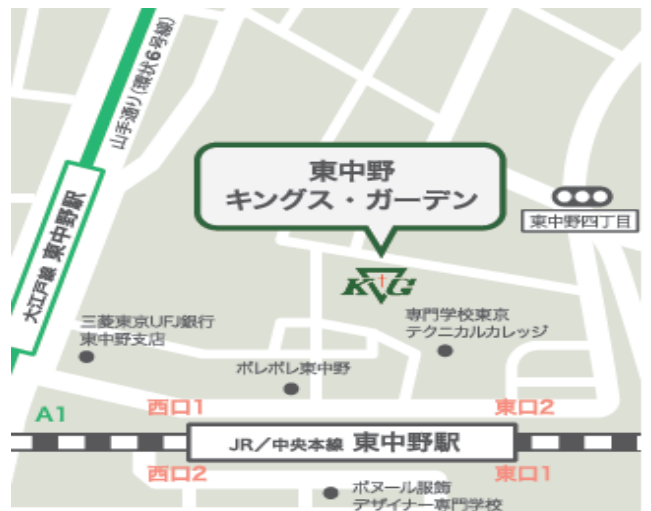 山手通り(環状6号線)
東中野
キングス・ガーデン
東中野四丁目
大江戸線 東中野駅
KG
専門学校東京
テクニカルカレッジ
三菱東京UFJ銀行
東中野支店
ポレポレ東中野
A1
西口1
東口2
JR/中央本線 東中野駅
西口2
東口1
ボヌール服飾
デザイナー専門学校